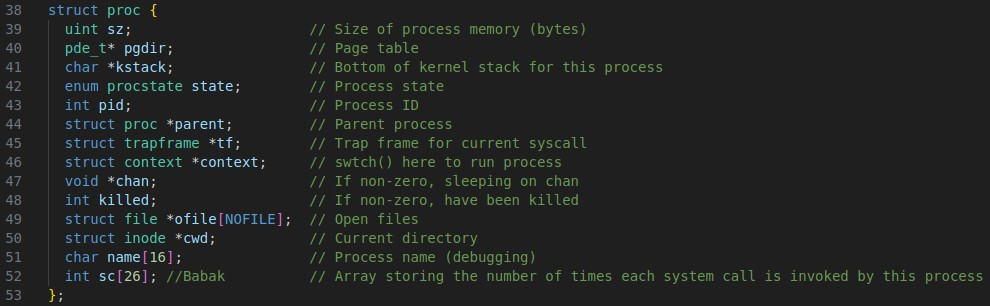 38 struct proc {
39   uint sz;                     // Size of process memory (bytes)
40   pde_t* pgdir;                // Page table
41   char *kstack;                // Bottom of kernel stack for this process
42   enum procstate state;        // Process state
43   int pid;                     // Process ID
44   struct proc *parent;         // Parent process
45   struct trapframe *tf;        // Trap frame for current syscall
46   struct context *context;     // swtch() here to run process
47   void *chan;                  // If non-zero, sleeping on chan
48   int killed;                  // If non-zero, have been killed
49   struct file *ofile[NOFILE];  // Open files
50   struct inode *cwd;           // Current directory
51   char name[16];               // Process name (debugging)
52   int sc[26]; //Babak          // Array storing the number of times each system call is invoked by this process
53 };